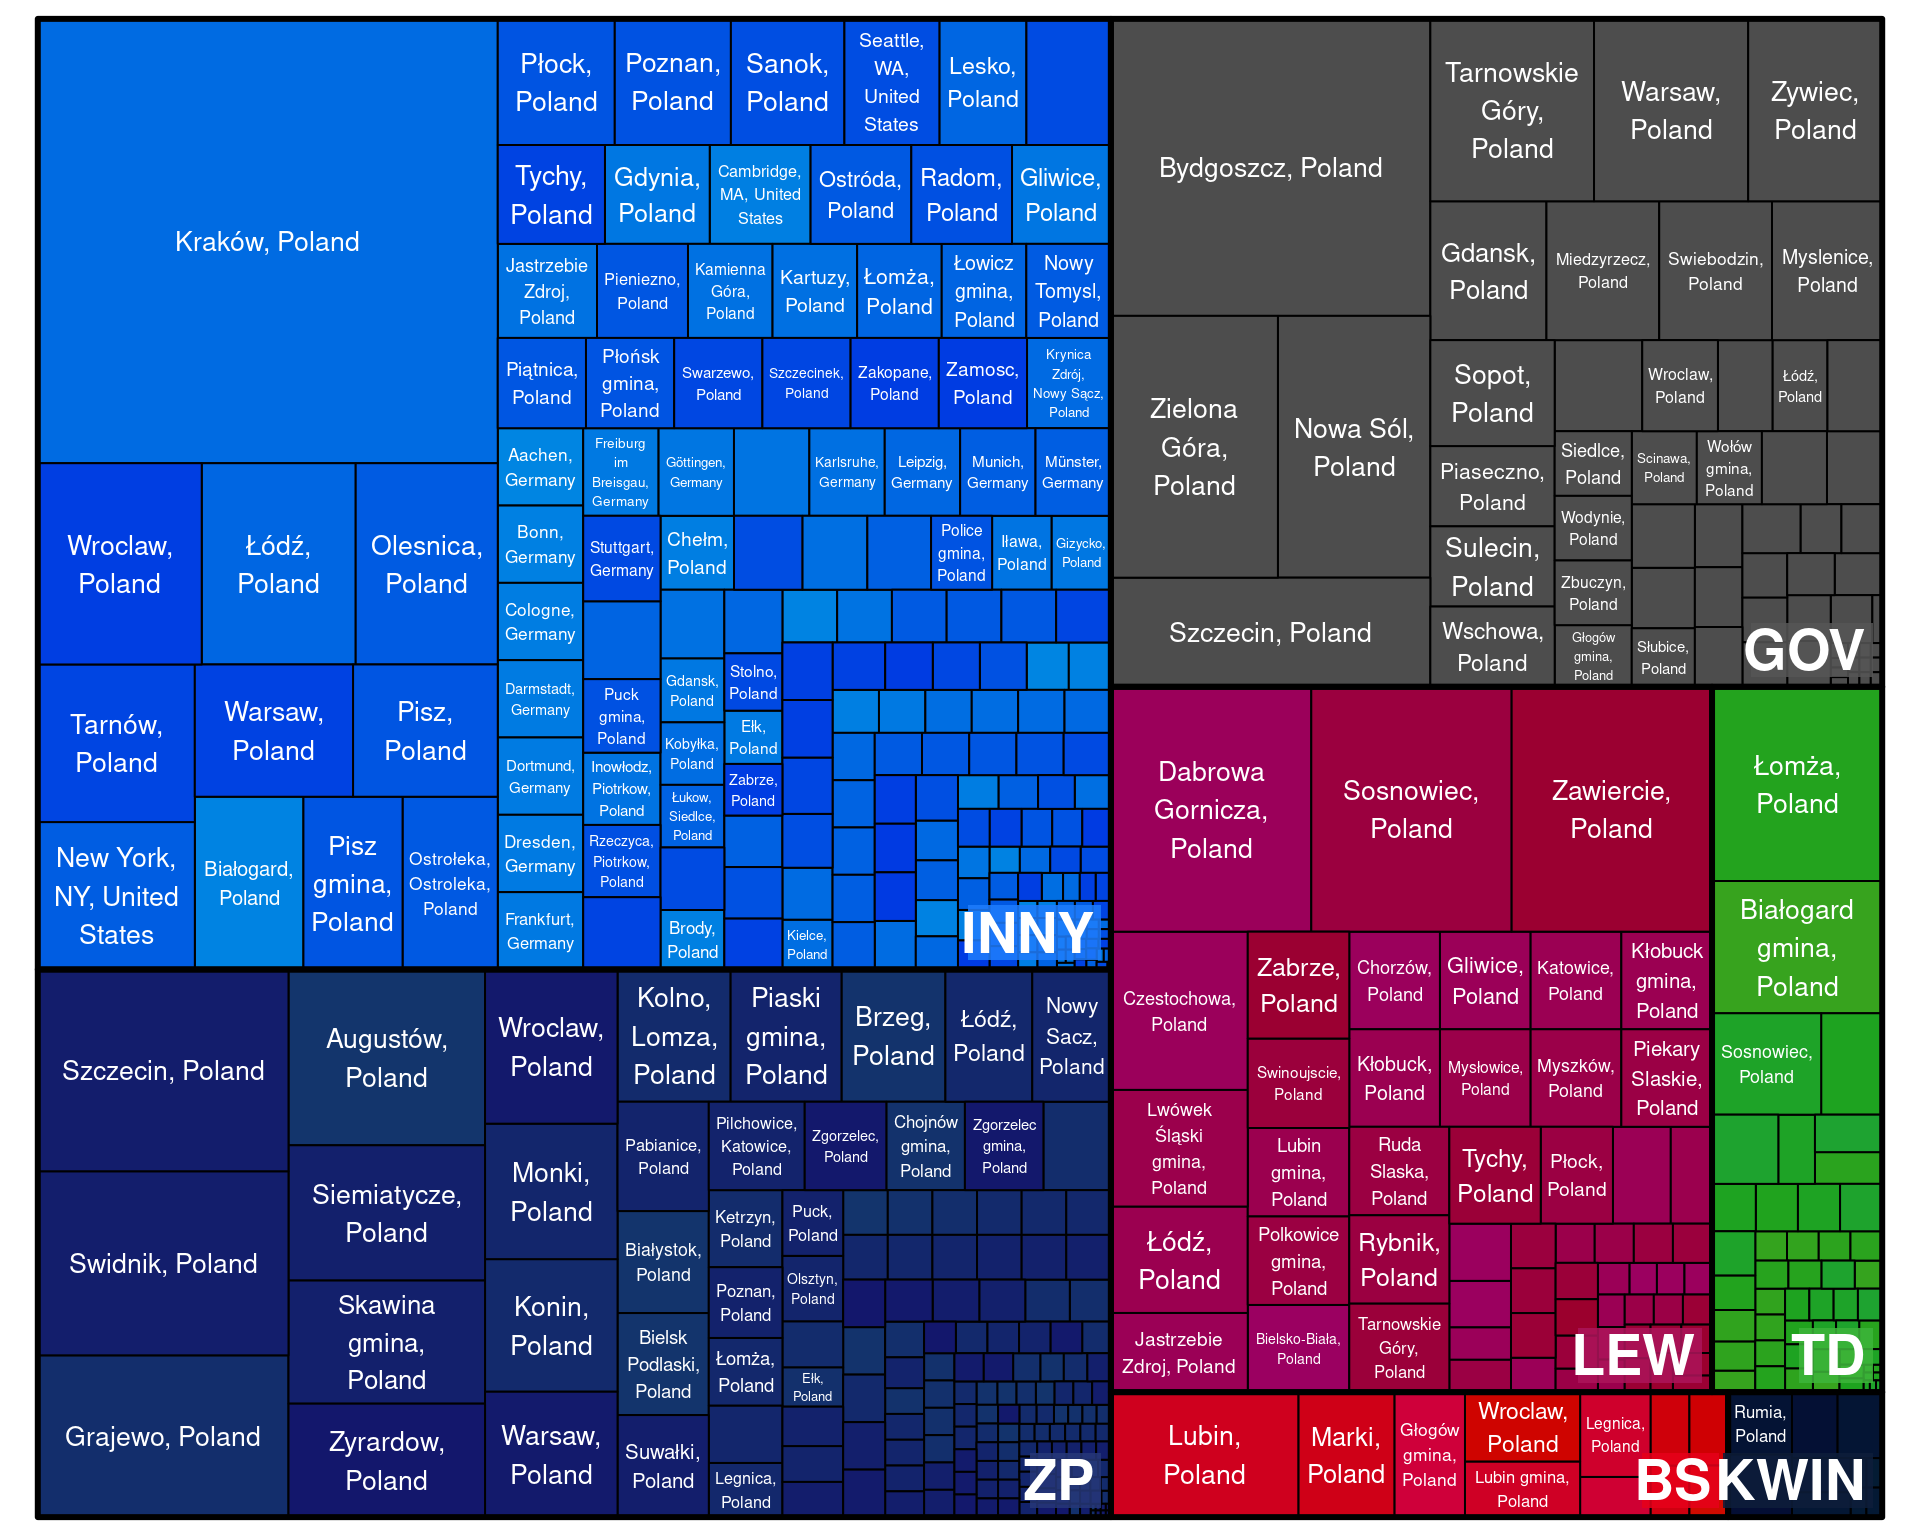 Kraków, Poland
Wroclaw,
Poland
Łódź,
Poland
Olesnica,
Poland
Tarnów,
Poland
Warsaw,
Poland
Pisz,
Poland
New York,
NY, United
States
Białogard,
Poland
Pisz
gmina,
Poland
Ostrołeka,
Ostroleka,
Poland
Płock,
Poland
Poznan,
Poland
Sanok,
Poland
Seattle,
WA,
United
States
Lesko,
Poland
Tychy,
Poland
Gdynia,
Poland
Cambridge,
MA, United
States
Ostróda,
Poland
Radom,
Poland
Gliwice,
Poland
Jastrzebie
Zdroj,
Poland
Pieniezno,
Poland
Kamienna
Góra,
Poland
Kartuzy,
Poland
Łomża,
Poland
Łowicz
gmina,
Poland
Nowy
Tomysl,
Poland
Piątnica,
Poland
Płońsk
gmina,
Poland
Swarzewo,
Poland
Szczecinek,
Poland
Zakopane,
Poland
Zamosc,
Poland
Krynica
Zdrój,
Nowy Sącz,
Poland
Aachen,
Germany
Bonn,
Germany
Cologne,
Germany
Darmstadt,
Germany
Dortmund,
Germany
Dresden,
Germany
Frankfurt,
Germany
Freiburg
im
Breisgau,
Germany
Göttingen,
Germany
Karlsruhe,
Germany
Leipzig,
Germany
Munich,
Germany
Münster,
Germany
Stuttgart,
Germany
Chełm,
Poland
Police
gmina,
Poland
Iława,
Poland
Gizycko,
Poland
Puck
gmina,
Poland
Inowłodz,
Piotrkow,
Poland
Rzeczyca,
Piotrkow,
Poland
Gdansk,
Poland
Kobyłka,
Poland
Łukow,
Siedlce,
Poland
Brody,
Poland
Stolno,
Poland
Ełk,
Poland
Zabrze,
Poland
Kielce,
Poland
INNY
Bydgoszcz, Poland
Zielona
Góra,
Poland
Nowa Sól,
Poland
Szczecin, Poland
Tarnowskie
Góry,
Poland
Warsaw,
Poland
Zywiec,
Poland
Gdansk,
Poland
Miedzyrzecz,
Poland
Swiebodzin,
Poland
Myslenice,
Poland
Sopot,
Poland
Piaseczno,
Poland
Sulecin,
Poland
Wschowa,
Poland
Wroclaw,
Poland
Łódź,
Poland
Siedlce,
Poland
Scinawa,
Poland
Wołów
gmina,
Poland
Wodynie,
Poland
Zbuczyn,
Poland
Głogów
gmina,
Poland
Słubice,
Poland
GOV
Dabrowa
Gornicza,
Poland
Sosnowiec,
Poland
Zawiercie,
Poland
Czestochowa,
Poland
Lwówek
Śląski
gmina,
Poland
Łódź,
Poland
Jastrzebie
Zdroj, Poland
Zabrze,
Poland
Swinoujscie,
Poland
Lubin
gmina,
Poland
Polkowice
gmina,
Poland
Bielsko-Biała,
Poland
Chorzów,
Poland
Gliwice,
Poland
Katowice,
Poland
Kłobuck
gmina,
Poland
Kłobuck,
Poland
Mysłowice,
Poland
Myszków,
Poland
Piekary
Slaskie,
Poland
Ruda
Slaska,
Poland
Rybnik,
Poland
Tarnowskie
Góry,
Poland
Tychy,
Poland
Płock,
Poland
LEW
Łomża,
Poland
Białogard
gmina,
Poland
Sosnowiec,
Poland
TD
Szczecin, Poland
Swidnik, Poland
Grajewo, Poland
Augustów,
Poland
Siemiatycze,
Poland
Skawina
gmina,
Poland
Zyrardow,
Poland
Wroclaw,
Poland
Monki,
Poland
Konin,
Poland
Warsaw,
Poland
Kolno,
Lomza,
Poland
Piaski
gmina,
Poland
Brzeg,
Poland
Łódź,
Poland
Nowy
Sacz,
Poland
Pabianice,
Poland
Białystok,
Poland
Bielsk
Podlaski,
Poland
Suwałki,
Poland
Pilchowice,
Katowice,
Poland
Zgorzelec,
Poland
Chojnów
gmina,
Poland
Zgorzelec
gmina,
Poland
Ketrzyn,
Poland
Poznan,
Poland
Łomża,
Poland
Legnica,
Poland
Puck,
Poland
Olsztyn,
Poland
Ełk,
Poland
ZP
Lubin,
Poland
Marki,
Poland
Głogów
gmina,
Poland
Wroclaw,
Poland
Lubin gmina,
Poland
Legnica,
Poland
BS
Rumia,
Poland
KWIN